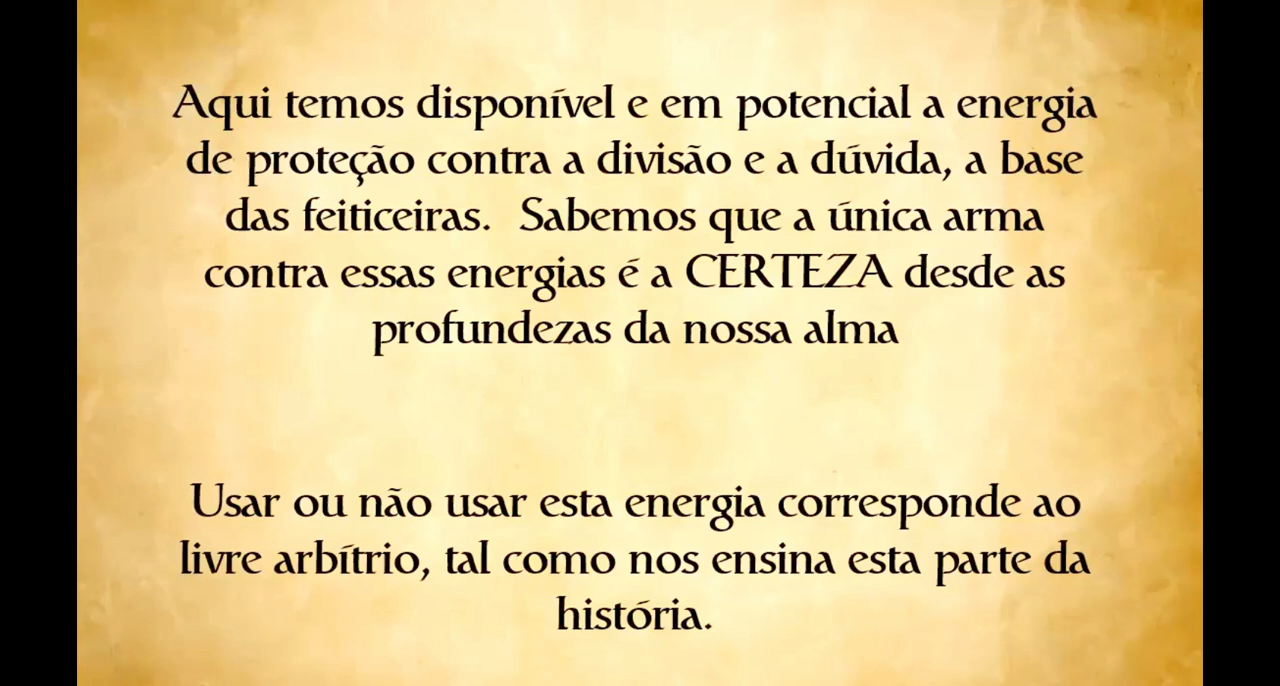 Aqui temos disponível e em potencial a energia
de proteção contra a divisão e a dúvida, a base
das feiticeiras.  Sabemos que a única arma
contra essas energias é a CERTEZA desde as
profundezas da nossa alma
Usar ou não usar esta energia corresponde ao
livre arbítrio, tal como nos ensina esta parte da
história.